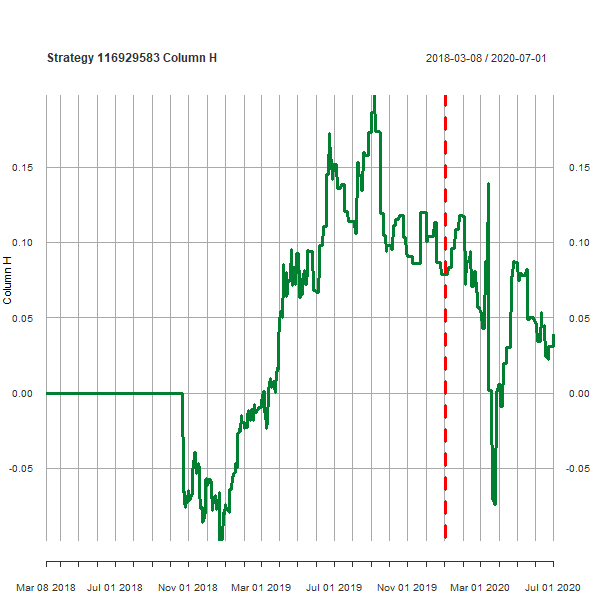 Strategy 116929583 Column H
2018-03-08 / 2020-07-01
0.15
0.15
0.10
0.10
Column H
0.05
0.05
0.00
0.00
-0.05
-0.05
Mar 08 2018
Jul 01 2018
Nov 01 2018
Mar 01 2019
Jul 01 2019
Nov 01 2019
Mar 01 2020
Jul 01 2020